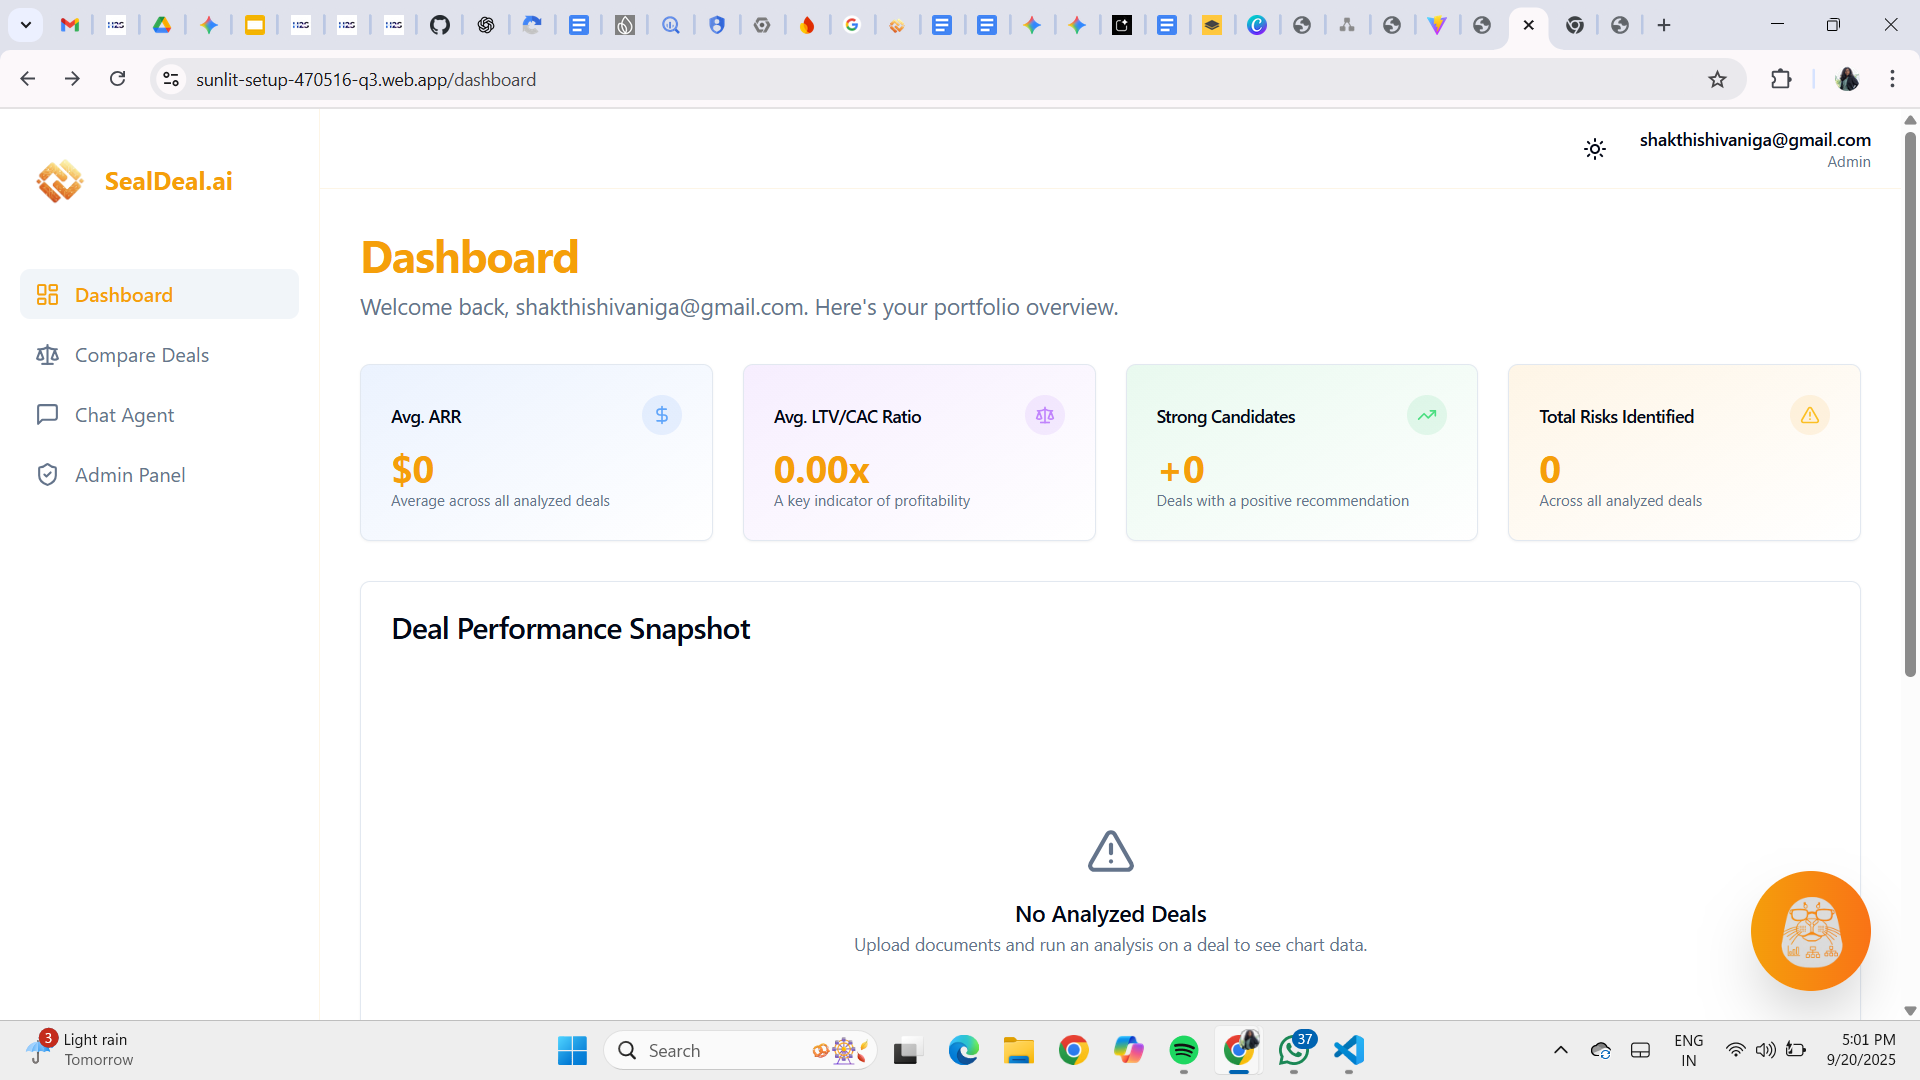 sunlit-setup-470516-q3.web.app/dashboard
shakthishivaniga@gmail.com
Admin
SealDeal.ai
Dashboard
Compare Deals
Chat Agent
Admin Panel
Dashboard
Welcome back, shakthishivaniga@gmail.com. Here's your portfolio overview.
Avg. ARR
$0
Average across all analyzed deals
Avg. LTV/CAC Ratio
0.00x
A key indicator of profitability
Strong Candidates
+0
Deals with a positive recommendation
Total Risks Identified
0
Across all analyzed deals
Deal Performance Snapshot
No Analyzed Deals
Upload documents and run an analysis on a deal to see chart data.
3
Light rain
Tomorrow
Search
37
ENG
IN
5:01 PM
9/20/2025